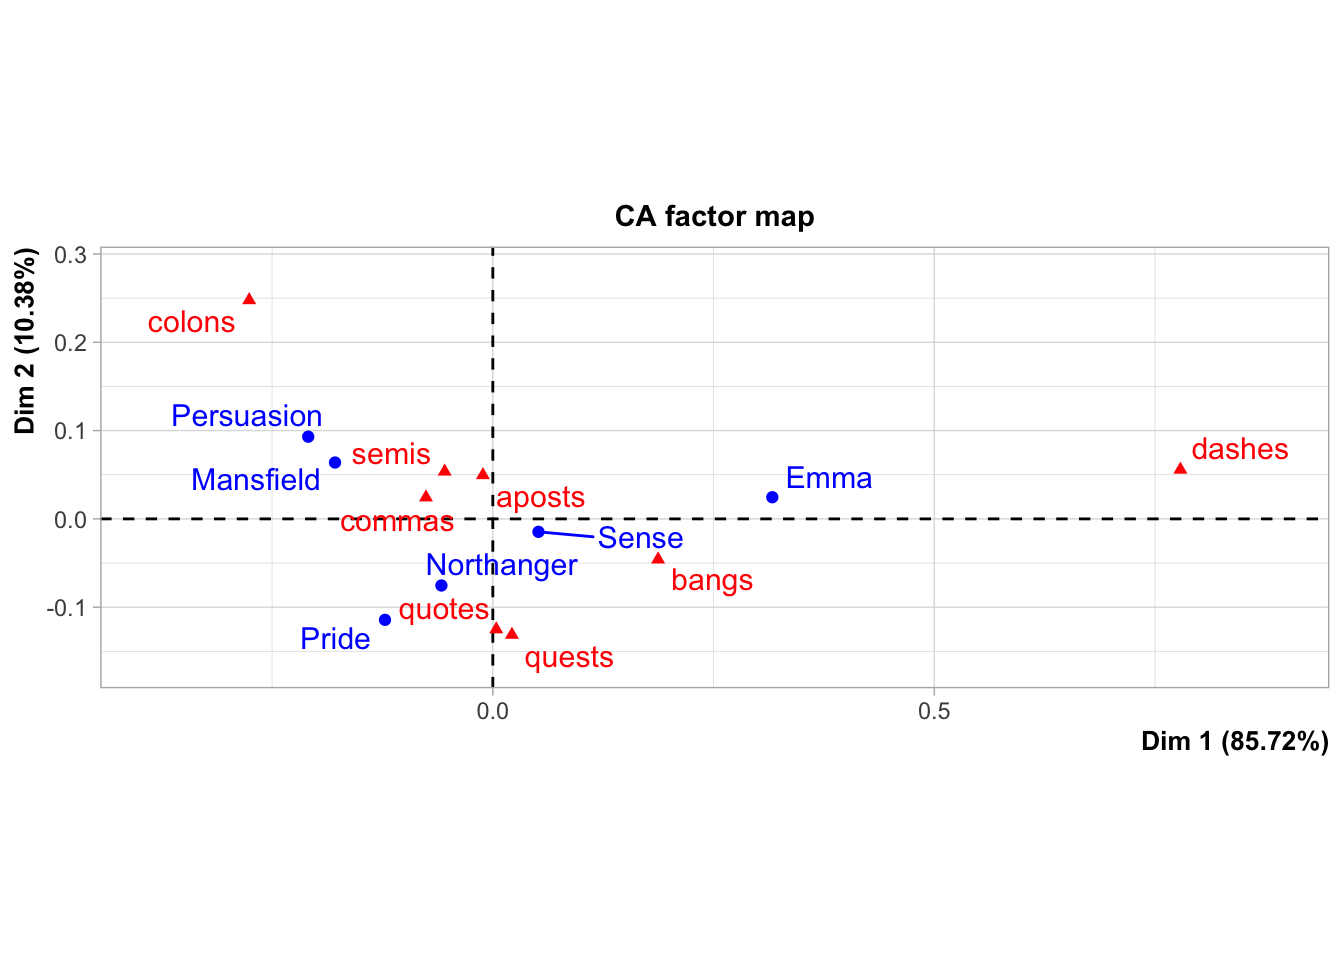 CA factor map
Dim 2 (10.38%)
0.3
0.2
0.1
0.0
-0.1
colons
Persuasion
Mansfield
semis
aposts
commas
dashes
Emma
Sense
Northanger
bangs
quotes
Pride
quests
0.0
0.5
Dim 1 (85.72%)